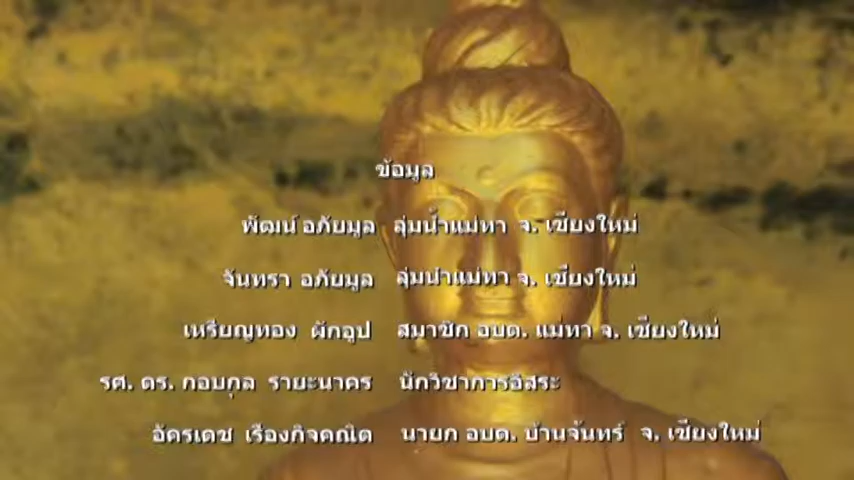 ข้อมูล
พัฒน์ อภัยมูล ลุ่มน้ำแม่ทา จ. เชียงใหม่
จันทรา อภัยมูล ลุ่มน้ำแม่ทา จ. เชียงใหม่
เหรียญทอง ผักอูป สมาชิก อบต. แม่ทา จ. เชียงใหม่
รศ. ดร. กอบกุล รายะนาคร นักวิชาการอิสระ
อัครเดช เรืองกิจคณิต นายก อบต. บ้านจันทร์ จ. เชียงใหม่